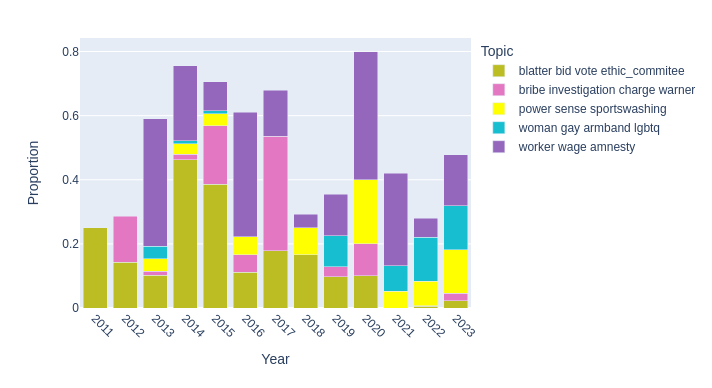 0.8
0.6
0.4
0.2
0
Proportion
2011 2012 2013 2014 2015 2016 2017 2018 2019 2020 2021 2022 2023
Year
Topic
blatter bid vote ethic_commitee
bribe investigation charge warner
power sense sportswashing
woman gay armband lgbtq
worker wage amnesty